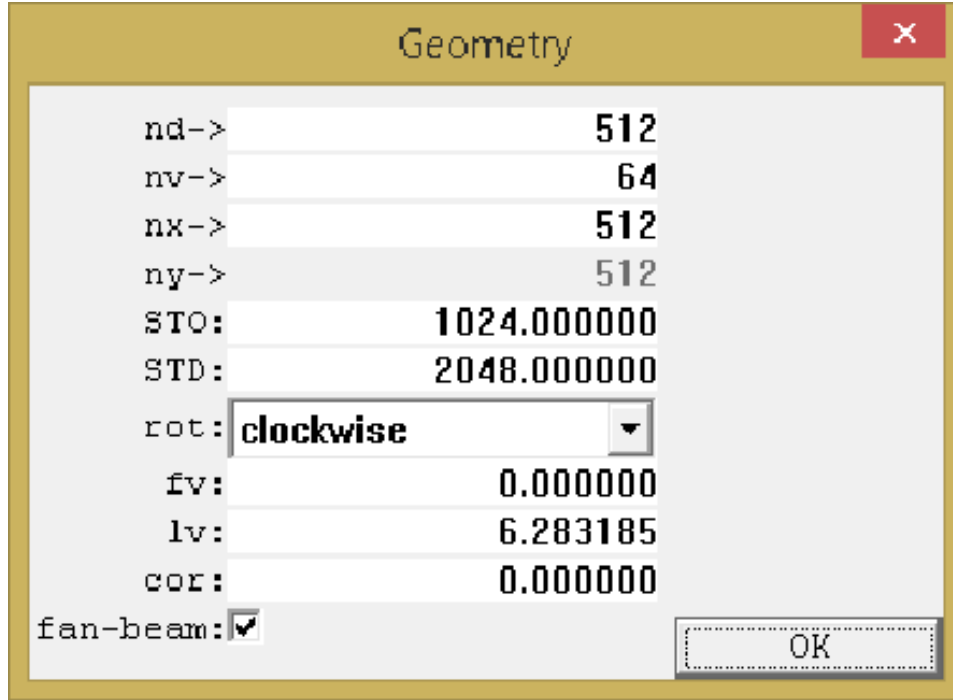 Geometry
nd-> 512
nv-> 64
nx-> 512
ny-> 512
STO: 1024.000000
STD: 2048.000000
rot: clockwise
fv: 0.000000
lv: 6.283185
cor: 0.000000
fan-beam:
OK